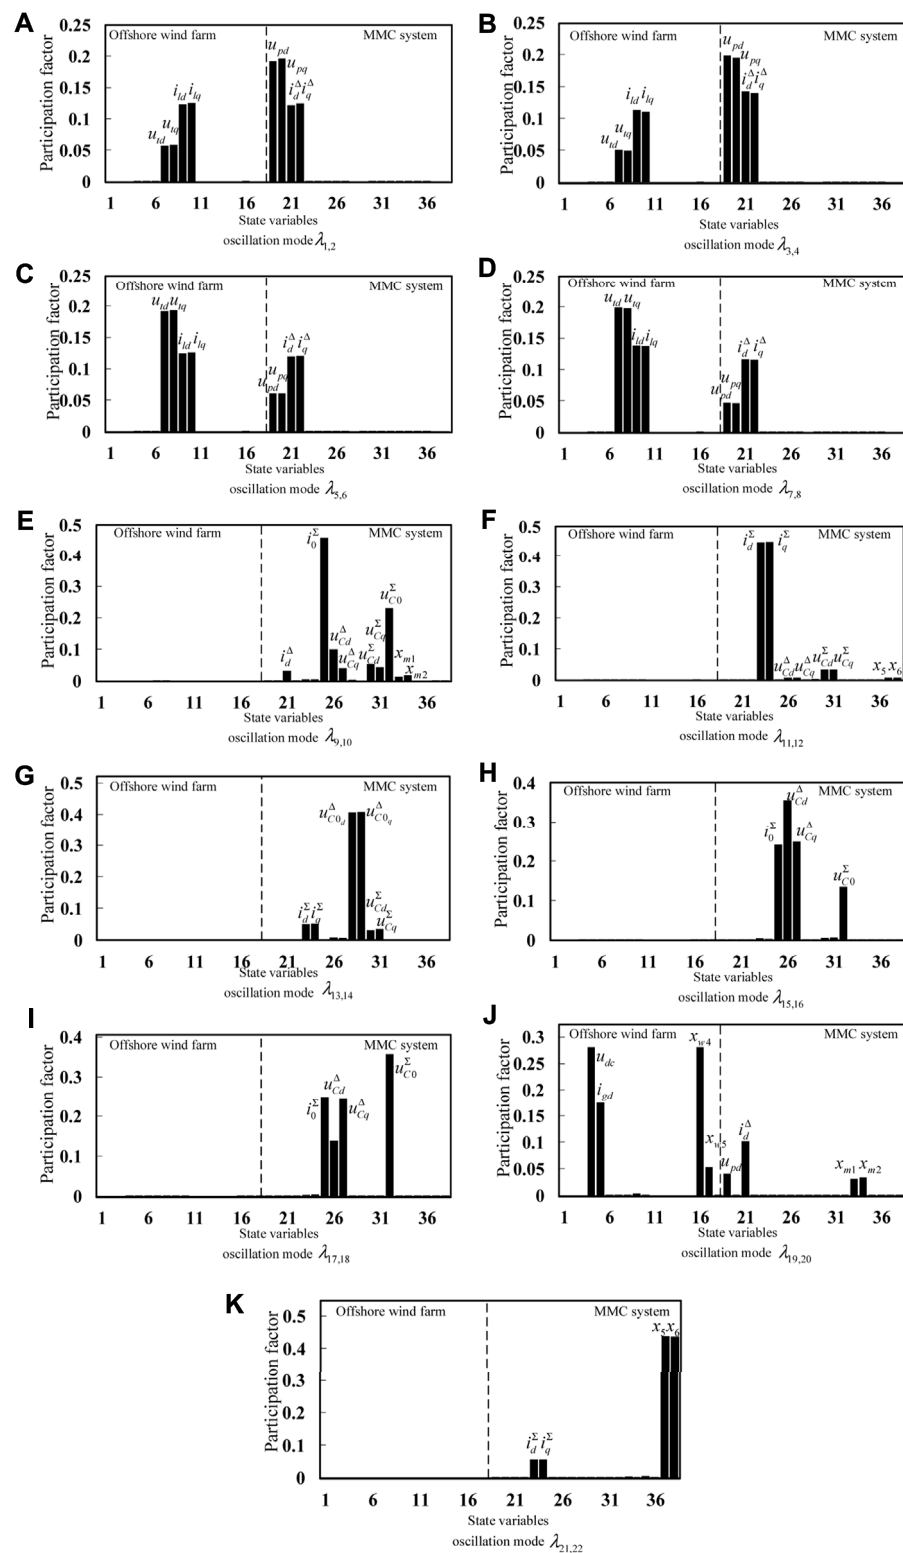 A
Participation factor
0.25
0.2
0.15
0.1
0.05
0
Offshore wind farm
MMC system
u_td
u_tq
i_ld i_lq
u_pd
u_pq
i_d^Δ i_q^Δ
1 6 11 16 21 26 31 36
State variables
oscillation mode λ_1,2
B
Participation factor
0.25
0.2
0.15
0.1
0.05
0
Offshore wind farm
MMC system
u_td
u_tq
i_ld i_lq
u_pd
u_pq
i_d^Δ i_q^Δ
1 6 11 16 21 26 31 36
State variables
oscillation mode λ_3,4
C
Participation factor
0.25
0.2
0.15
0.1
0.05
0
Offshore wind farm
MMC system
u_td u_tq
i_ld i_lq
u_pd
u_pq
i_d^Δ i_q^Δ
1 6 11 16 21 26 31 36
State variables
oscillation mode λ_5,6
D
Participation factor
0.25
0.2
0.15
0.1
0.05
0
Offshore wind farm
MMC system
u_td u_tq
i_ld i_lq
u_pd
u_pq
i_d^Δ i_q^Δ
1 6 11 16 21 26 31 36
State variables
oscillation mode λ_7,8
E
Participation factor
0.5
0.4
0.3
0.2
0.1
0
Offshore wind farm
MMC system
i_d^Δ
i_0^Σ
u_Cd^Δ
u_Cq^Δ
u_Cd^Σ
u_Cq^Σ
u_C0^Σ
x_m1
x_m2
1 6 11 16 21 26 31 36
State variables
oscillation mode λ_9,10
F
Participation factor
0.5
0.4
0.3
0.2
0.1
0
Offshore wind farm
MMC system
i_d^Σ i_q^Σ
u_Cd^Δ u_Cq^Δ
u_Cd^Σ u_Cq^Σ
x_5 x_6
1 6 11 16 21 26 31 36
State variables
oscillation mode λ_11,12
G
Participation factor
0.5
0.4
0.3
0.2
0.1
0
Offshore wind farm
MMC system
i_d^Σ i_q^Σ
u_C0_d^Δ u_C0_q^Δ
u_Cd^Σ
u_Cq^Σ
1 6 11 16 21 26 31 36
State variables
oscillation mode λ_13,14
H
Participation factor
0.4
0.3
0.2
0.1
0
Offshore wind farm
MMC system
i_0^Σ
u_Cd^Δ
u_Cq^Δ
u_C0^Σ
1 6 11 16 21 26 31 36
State variables
oscillation mode λ_15,16
I
Participation factor
0.4
0.3
0.2
0.1
0
Offshore wind farm
MMC system
i_0^Σ
u_Cd^Δ
u_Cq^Δ
u_C0^Σ
1 6 11 16 21 26 31 36
State variables
oscillation mode λ_17,18
J
Participation factor
0.3
0.25
0.2
0.15
0.1
0.05
0
Offshore wind farm
MMC system
u_dc
i_gd
x_w4
x_w5
u_pd
i_d^Δ
x_m1 x_m2
1 6 11 16 21 26 31 36
State variables
oscillation mode λ_19,20
K
Participation factor
0.5
0.4
0.3
0.2
0.1
0
Offshore wind farm
MMC system
i_d^Σ i_q^Σ
x_5 x_6
1 6 11 16 21 26 31 36
State variables
oscillation mode λ_21,22